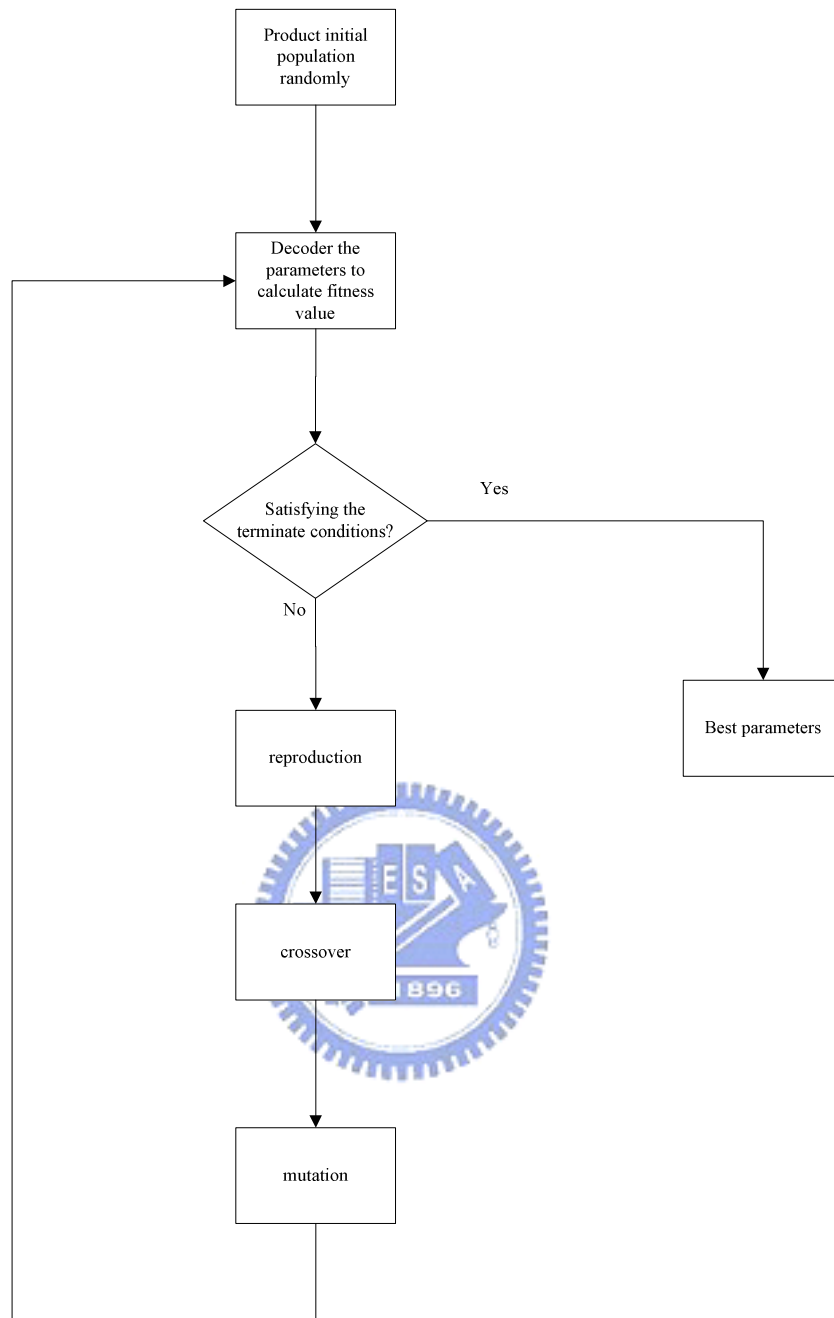 Product initial
population
randomly
Decoder the
parameters to
calculate fitness
value
Satisfying the
terminate conditions?
Yes
No
Best parameters
reproduction
E S A
crossover
1896
mutation